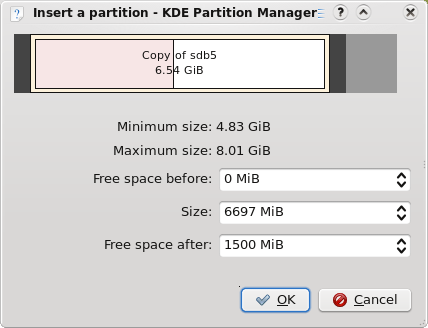 Insert a partition - KDE Partition Manager
Copy of sdb5
6.54 GiB
Minimum size: 4.83 GiB
Maximum size: 8.01 GiB
Free space before: 0 MiB
Size: 6697 MiB
Free space after: 1500 MiB
OK Cancel